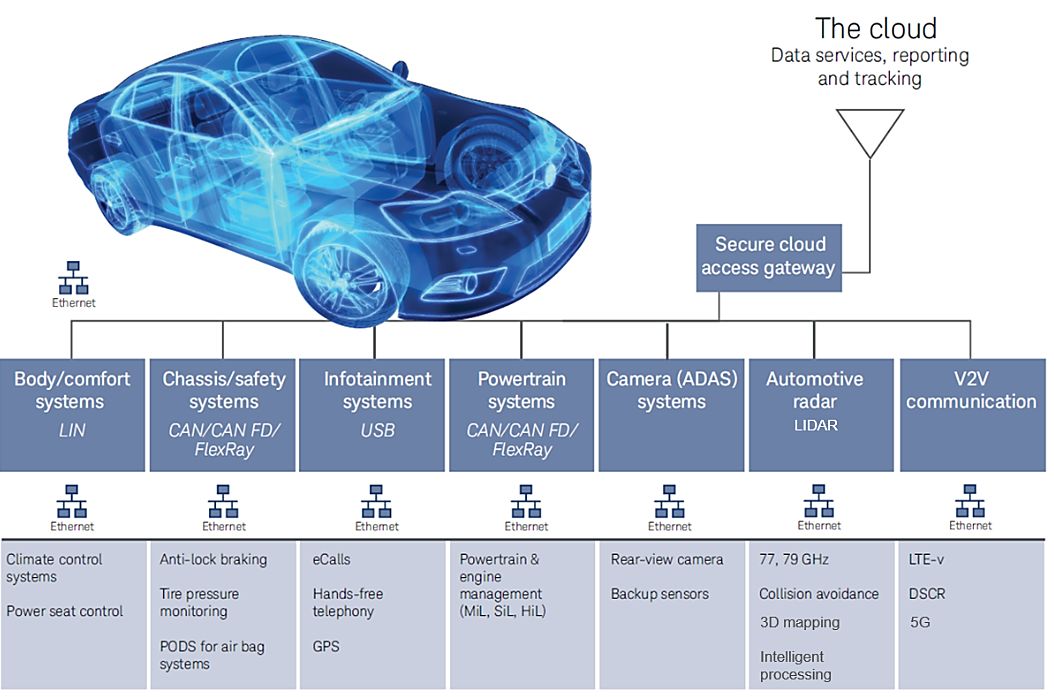 The cloud
Data services, reporting
and tracking
Secure cloud
access gateway
Ethernet
Body/comfort
systems
LIN
Chassis/safety
systems
CAN/CAN FD/
FlexRay
Infotainment
systems
USB
Powertrain
systems
CAN/CAN FD/
FlexRay
Camera (ADAS)
systems
Automotive
radar
LIDAR
V2V
communication
Ethernet
Ethernet
Ethernet
Ethernet
Ethernet
Ethernet
Ethernet
Climate control
systems
Power seat control
Anti-lock braking
Tire pressure
monitoring
PODS for air bag
systems
eCalls
Hands-free
telephony
GPS
Powertrain &
engine
management
(MiL, SiL, HiL)
Rear-view camera
Backup sensors
77, 79 GHz
Collision avoidance
3D mapping
Intelligent
processing
LTE-v
DSCR
5G